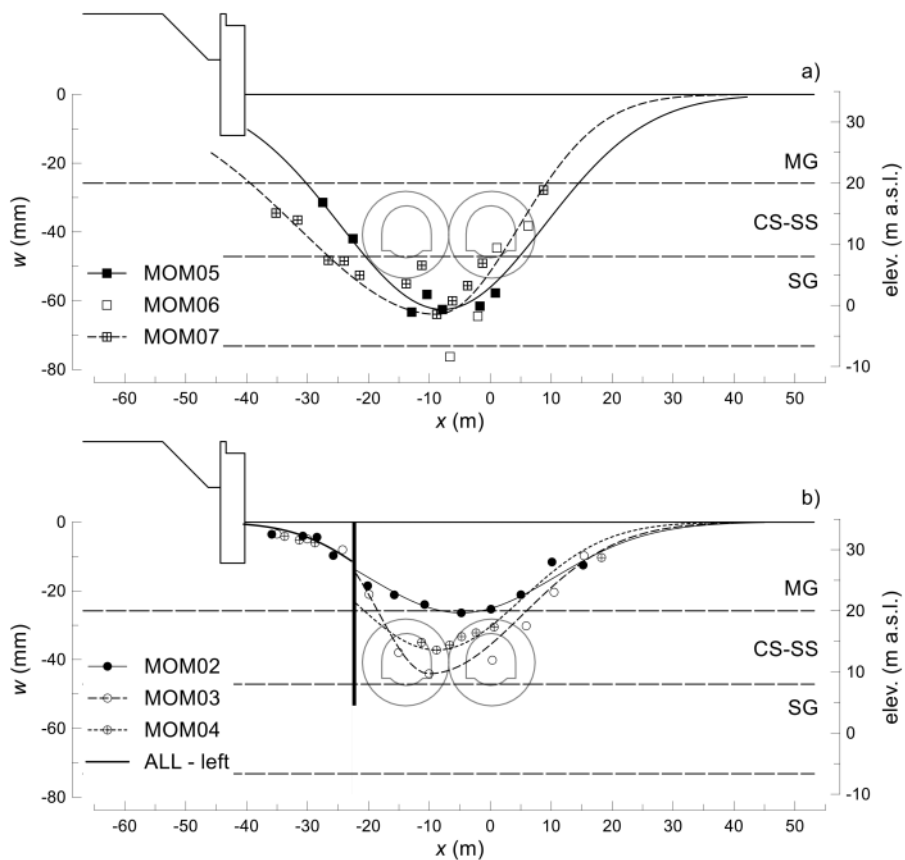 a)
0
-20
-40
-60
-80
w (mm)
30
20
10
0
-10
elev. (m a.s.l.)
MG
CS-SS
SG
MOM05
MOM06
MOM07
-60 -50 -40 -30 -20 -10 0 10 20 30 40 50
x (m)
b)
0
-20
-40
-60
-80
w (mm)
30
20
10
0
-10
elev. (m a.s.l.)
MG
CS-SS
SG
MOM02
MOM03
MOM04
ALL - left
-60 -50 -40 -30 -20 -10 0 10 20 30 40 50
x (m)